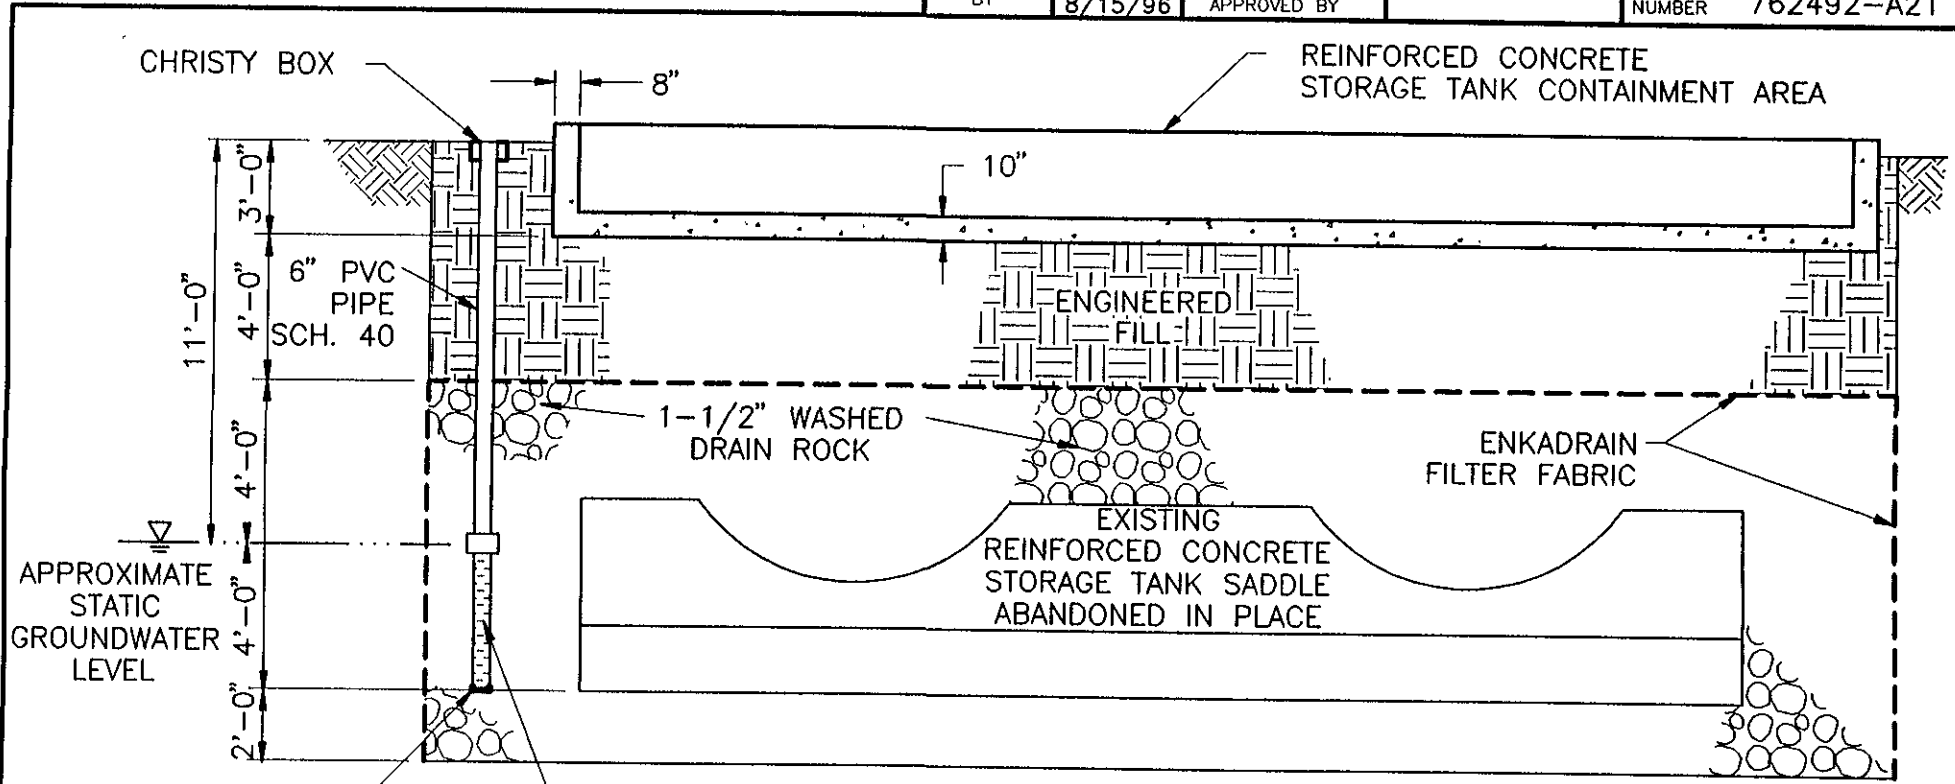 BY
8/15/96
APPROVED BY
NUMBER
762492-A21
CHRISTY BOX
8"
REINFORCED CONCRETE
STORAGE TANK CONTAINMENT AREA
10"
3'-0"
11'-0"
4'-0"
6" PVC
PIPE
SCH. 40
ENGINEERED
FILL
4'-0"
1-1/2" WASHED
DRAIN ROCK
ENKADRAIN
FILTER FABRIC
EXISTING
REINFORCED CONCRETE
STORAGE TANK SADDLE
ABANDONED IN PLACE
APPROXIMATE
STATIC
GROUNDWATER
LEVEL
4'-0"
2'-0"